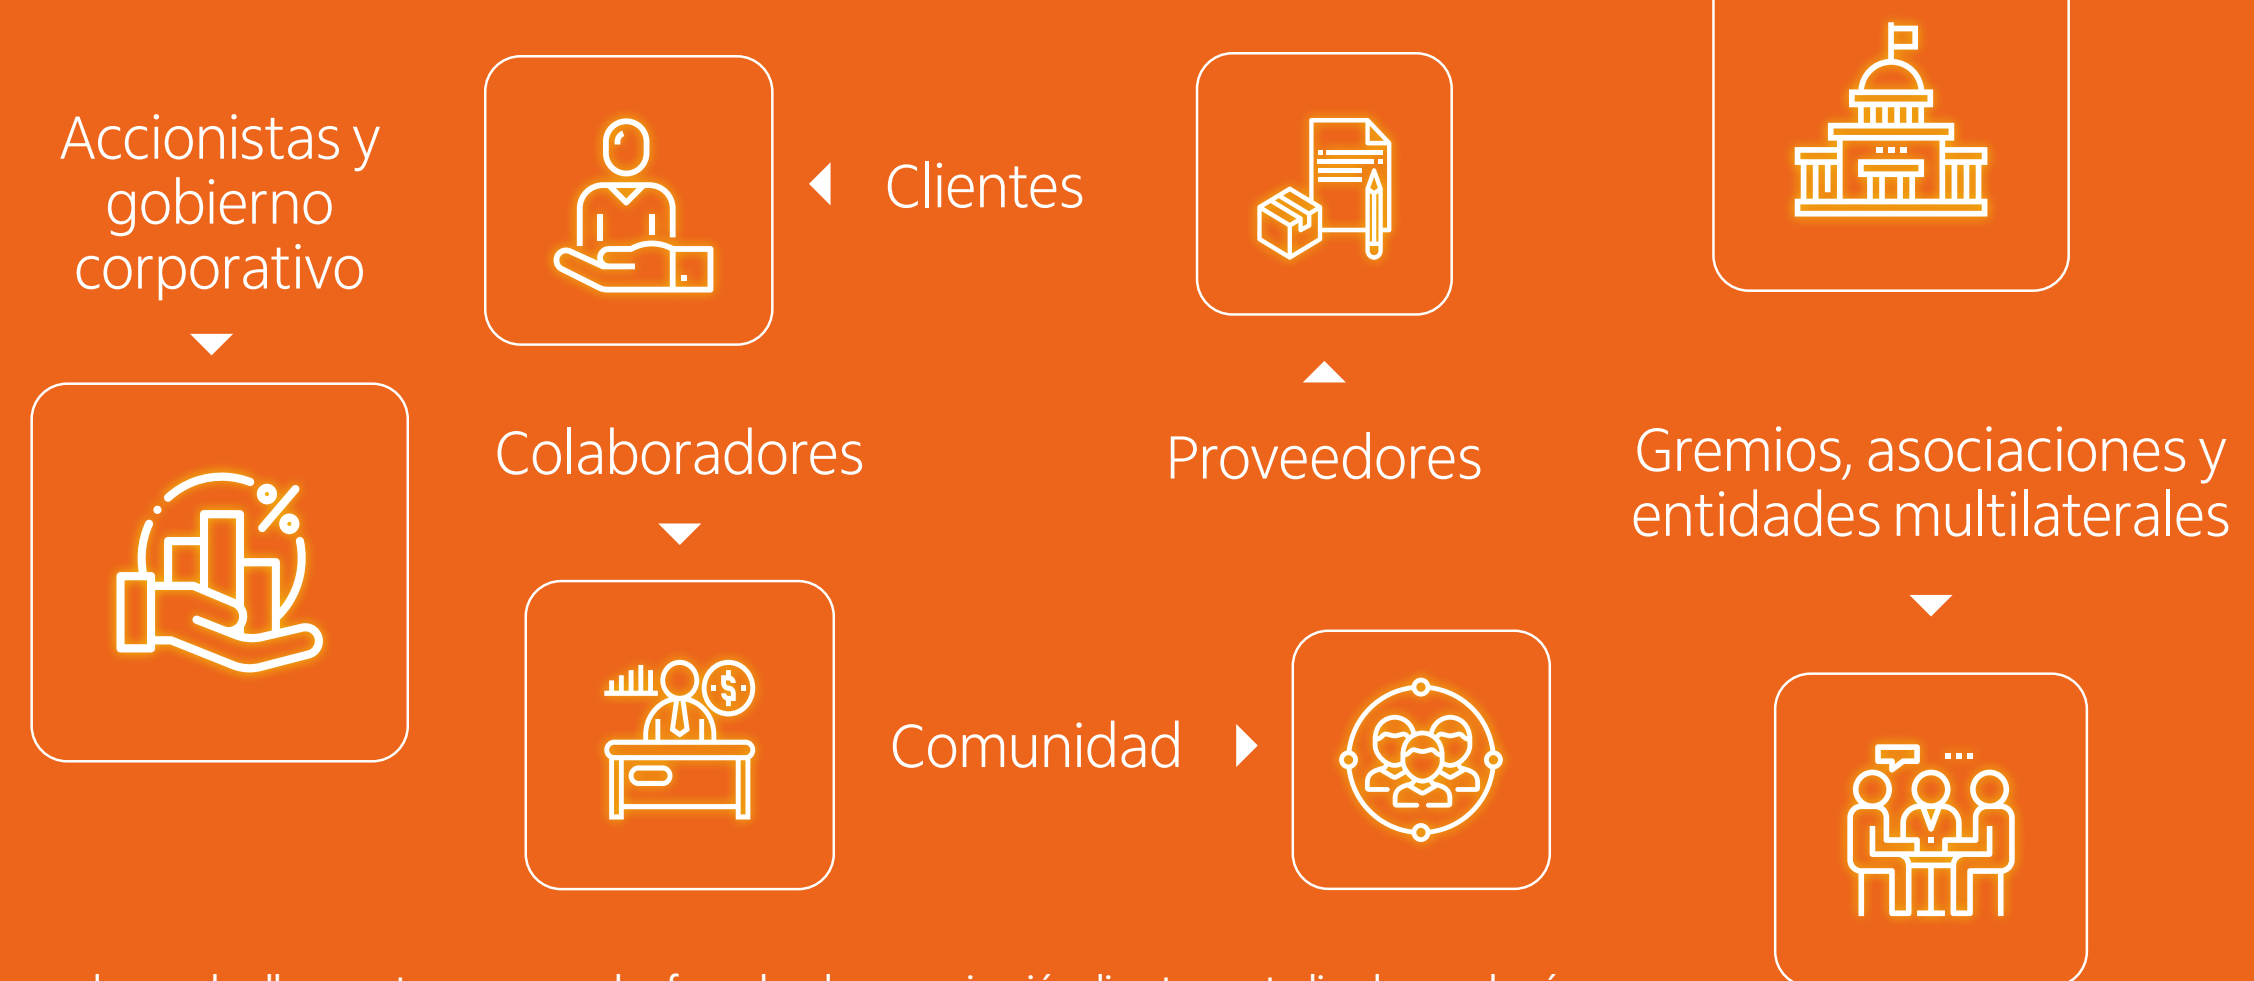 Accionistas y
gobierno
corporativo
Clientes
Colaboradores
Proveedores
Gremios, asociaciones y
entidades multilaterales
Comunidad